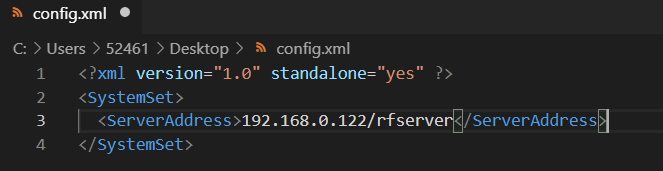 config.xml
C: > Users > 52461 > Desktop > config.xml
1 <?xml version="1.0" standalone="yes" ?>
2 <SystemSet>
3 <ServerAddress>192.168.0.122/rfserver</ServerAddress>
4 </SystemSet>